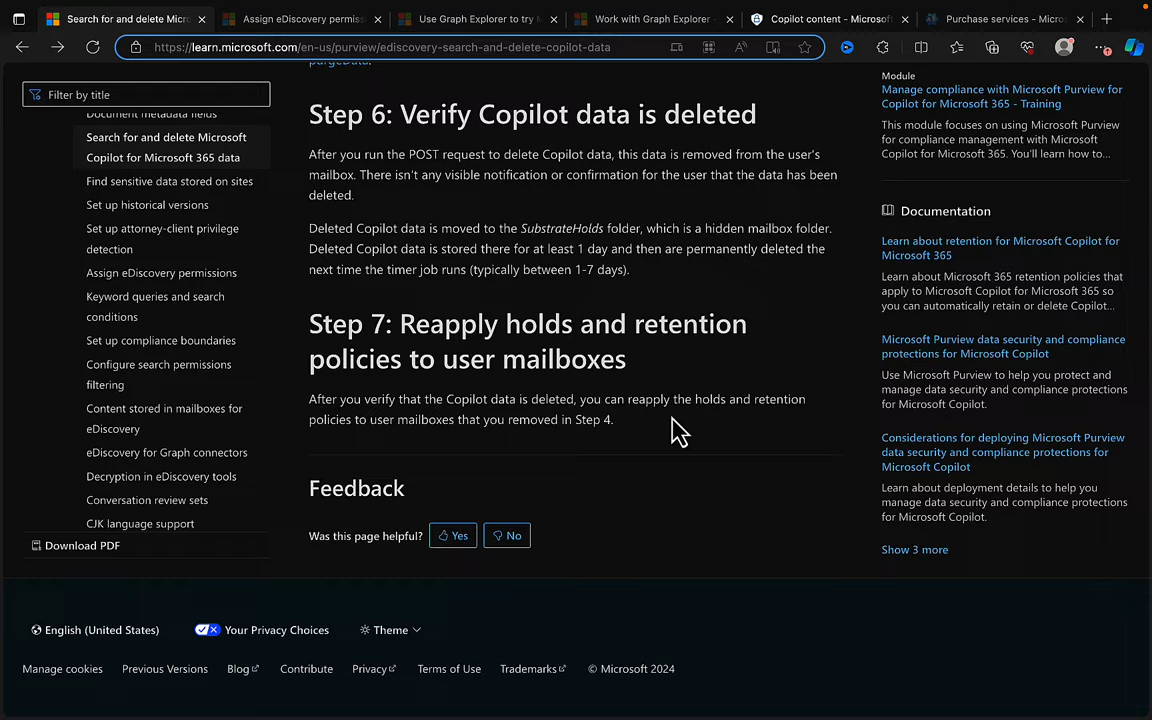 Search for and delete Micro
Assign eDiscovery permiss
Use Graph Explorer to try M
Work with Graph Explorer -
Copilot content - Microsof
Purchase services - Micros
https://learn.microsoft.com/en-us/purview/ediscovery-search-and-delete-copilot-data
Filter by title
Document metadata fields
Search for and delete Microsoft
Copilot for Microsoft 365 data
Find sensitive data stored on sites
Set up historical versions
Set up attorney-client privilege
detection
Assign eDiscovery permissions
Keyword queries and search
conditions
Set up compliance boundaries
Configure search permissions
filtering
Content stored in mailboxes for
eDiscovery
eDiscovery for Graph connectors
Decryption in eDiscovery tools
Conversation review sets
CJK language support
Download PDF
purgeData.
Step 6: Verify Copilot data is deleted
After you run the POST request to delete Copilot data, this data is removed from the user's
mailbox. There isn't any visible notification or confirmation for the user that the data has been
deleted.
Deleted Copilot data is moved to the SubstrateHolds folder, which is a hidden mailbox folder.
Deleted Copilot data is stored there for at least 1 day and then are permanently deleted the
next time the timer job runs (typically between 1-7 days).
Step 7: Reapply holds and retention
policies to user mailboxes
After you verify that the Copilot data is deleted, you can reapply the holds and retention
policies to user mailboxes that you removed in Step 4.
Feedback
Was this page helpful?
Yes
No
Module
Manage compliance with Microsoft Purview for
Copilot for Microsoft 365 - Training
This module focuses on using Microsoft Purview
for compliance management with Microsoft
Copilot for Microsoft 365. You'll learn how to...
Documentation
Learn about retention for Microsoft Copilot for
Microsoft 365
Learn about Microsoft 365 retention policies that
apply to Microsoft Copilot for Microsoft 365 so
you can automatically retain or delete Copilot...
Microsoft Purview data security and compliance
protections for Microsoft Copilot
Use Microsoft Purview to help you protect and
manage data security and compliance protections
for Microsoft Copilot.
Considerations for deploying Microsoft Purview
data security and compliance protections for
Microsoft Copilot
Learn about deployment details to help you
manage data security and compliance protections
for Microsoft Copilot.
Show 3 more
English (United States)
Your Privacy Choices
Theme
Manage cookies
Previous Versions
Blog
Contribute
Privacy
Terms of Use
Trademarks
© Microsoft 2024